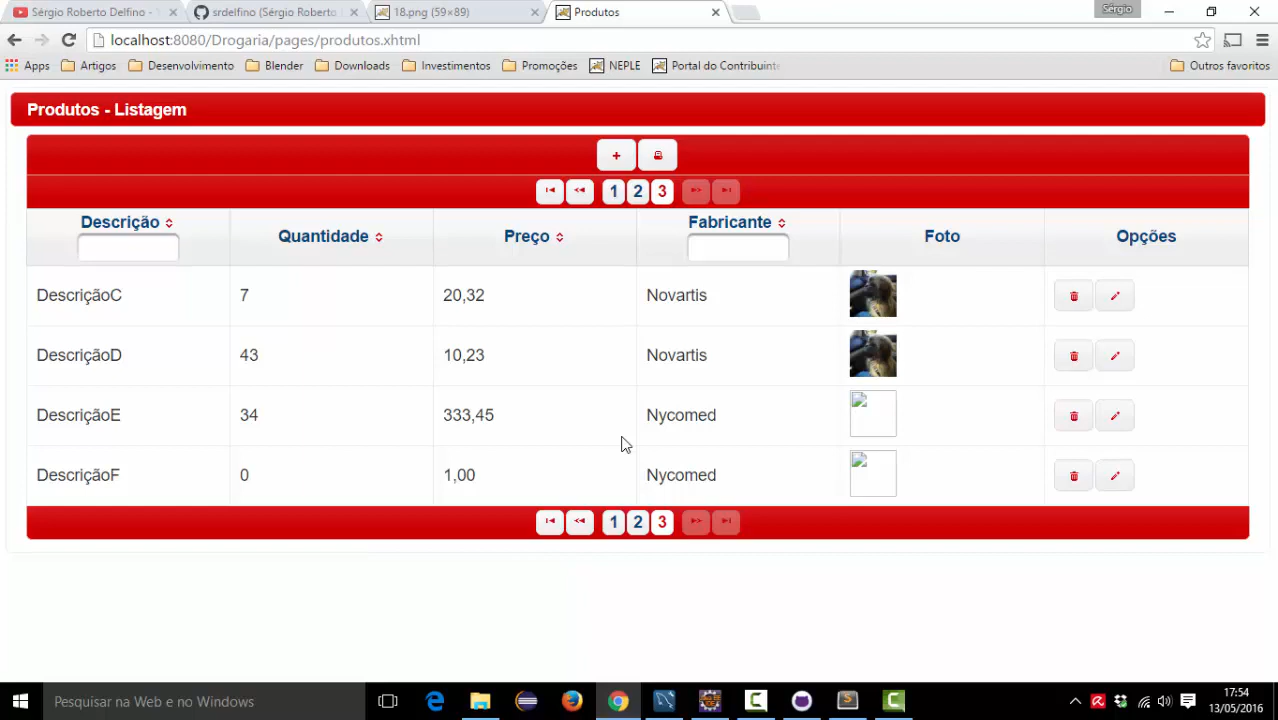 Sérgio Roberto Delfino -
srdelfino (Sérgio Roberto
18.png (59×89)
Produtos
Sérgio
localhost:8080/Drogaria/pages/produtos.xhtml
Apps Artigos Desenvolvimento Blender Downloads Investimentos Promoções NEPLE Portal do Contribuinte Outros favoritos
Produtos - Listagem
1 2 3
Descrição Quantidade Preço Fabricante Foto Opções
DescriçãoC 7 20,32 Novartis
DescriçãoD 43 10,23 Novartis
DescriçãoE 34 333,45 Nycomed
DescriçãoF 0 1,00 Nycomed
1 2 3
Pesquisar na Web e no Windows
17:54
13/05/2016